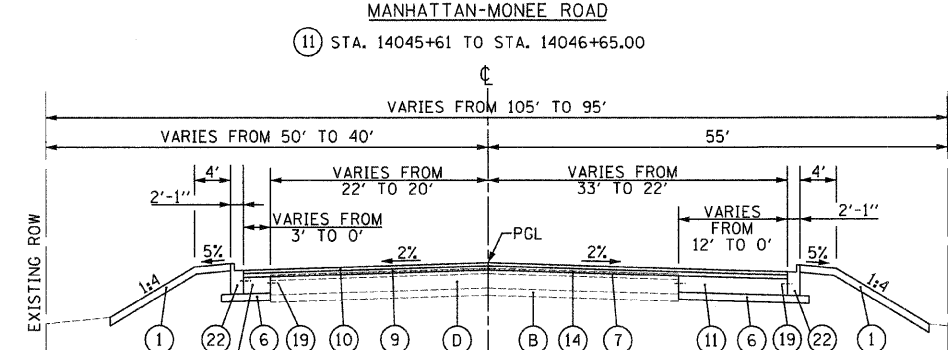 MANHATTAN-MONEE ROAD
11 STA. 14045+61 TO STA. 14046+65.00
℄
VARIES FROM 105' TO 95'
VARIES FROM 50' TO 40' 55'
4' VARIES FROM 22' TO 20' VARIES FROM 33' TO 22' 4'
2'-1" 2'-1"
VARIES FROM 3' TO 0' VARIES FROM 12' TO 0'
PGL
5% 2% 2% 5%
1:4 1:4
EXISTING ROW
1 22 6 19 10 9 D B 14 7 11 6 19 22 1